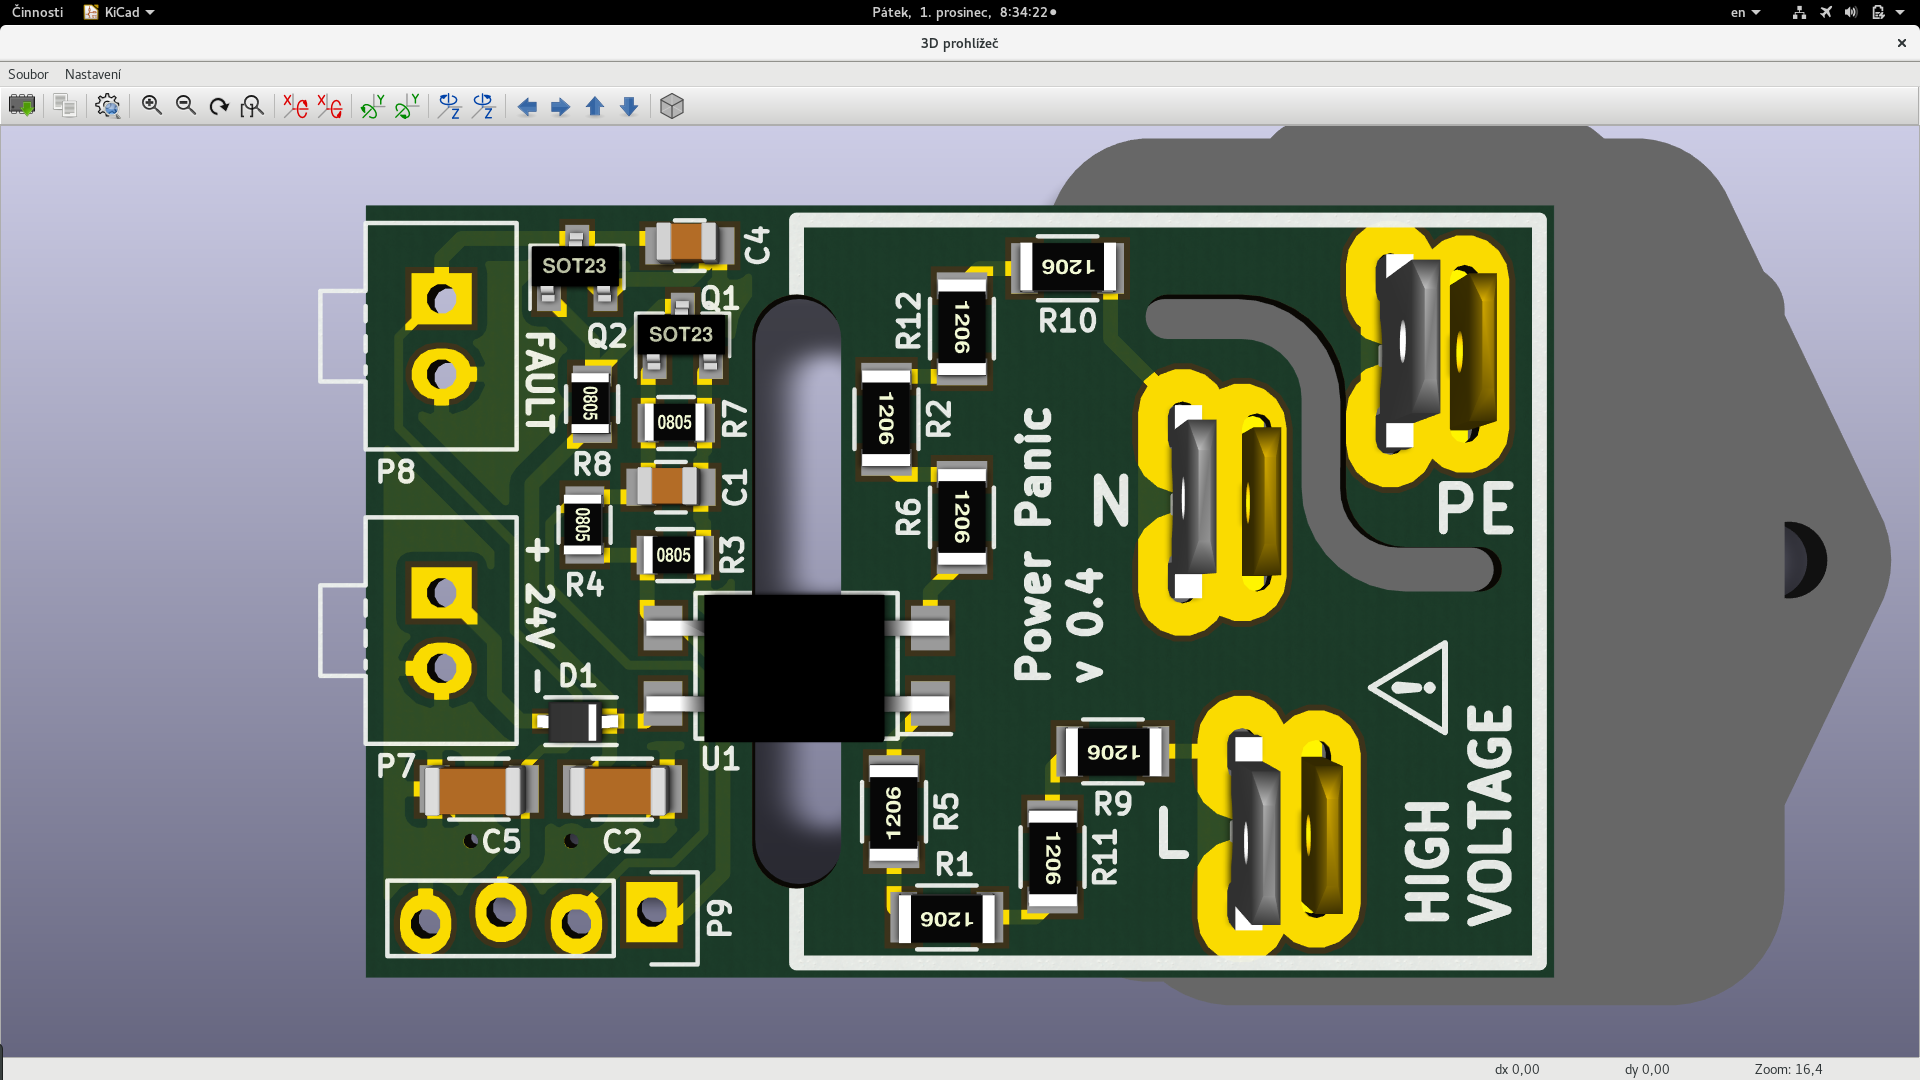 Činnosti KiCad Pátek, 1. prosinec, 8:34:22 en
3D prohlížeč
Soubor Nastavení
C4
SOT23
Q1
1206
R10
R12
1206
Q2
SOT23
FAULT
0805
R8
0805
R7
1206
R2
P8
C1
PE
N
R6
1206
Power Panic
v 0.4
0805
R4
0805
R3
+ 24V -
D1
U1
P7
1206
R9
HIGH
VOLTAGE
1206
R5
L
C5
C2
R1
1206
R11
1206
P9
dx 0,00 dy 0,00 Zoom: 16,4